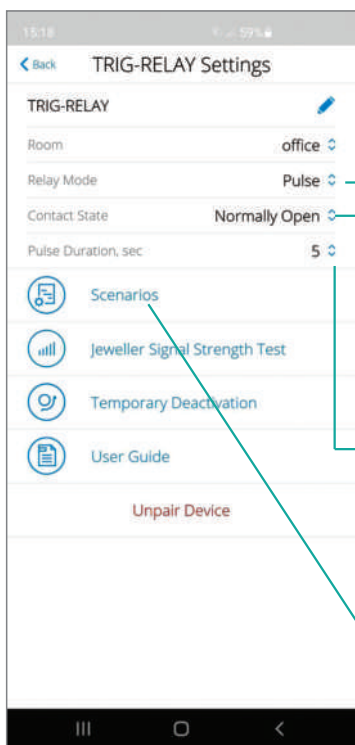 15:18 59%
Back TRIG-RELAY Settings
TRIG-RELAY
Room office
Relay Mode Pulse
Contact State Normally Open
Pulse Duration, sec 5
Scenarios
Jeweller Signal Strength Test
Temporary Deactivation
User Guide
Unpair Device